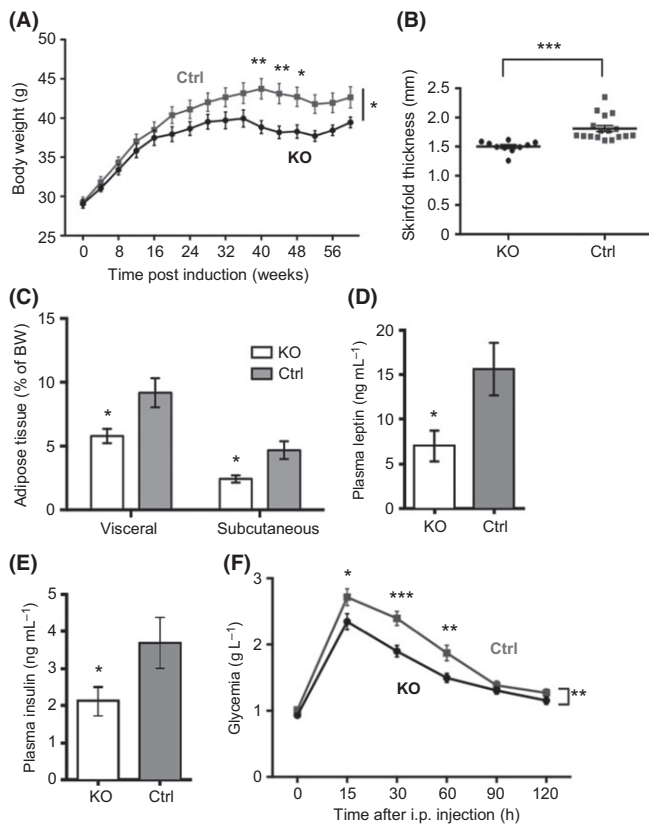 (A)
Body weight (g)
50
45
40
35
30
25
Ctrl
KO
** ** *
*
0 8 16 24 32 40 48 56
Time post induction (weeks)
(B)
Skinfold thickness (mm)
2.5
2.0
1.5
1.0
0.5
0
***
KO Ctrl
(C)
Adipose tissue (% of BW)
15
10
5
0
KO
Ctrl
*
*
Visceral Subcutaneous
(D)
Plasma leptin (ng mL−1)
20
15
10
5
0
*
KO Ctrl
(E)
Plasma insulin (ng mL−1)
5
4
3
2
1
0
*
KO Ctrl
(F)
Glycemia (g L−1)
3
2
1
0
*
***
**
Ctrl
KO
**
0 15 30 60 90 120
Time after i.p. injection (h)